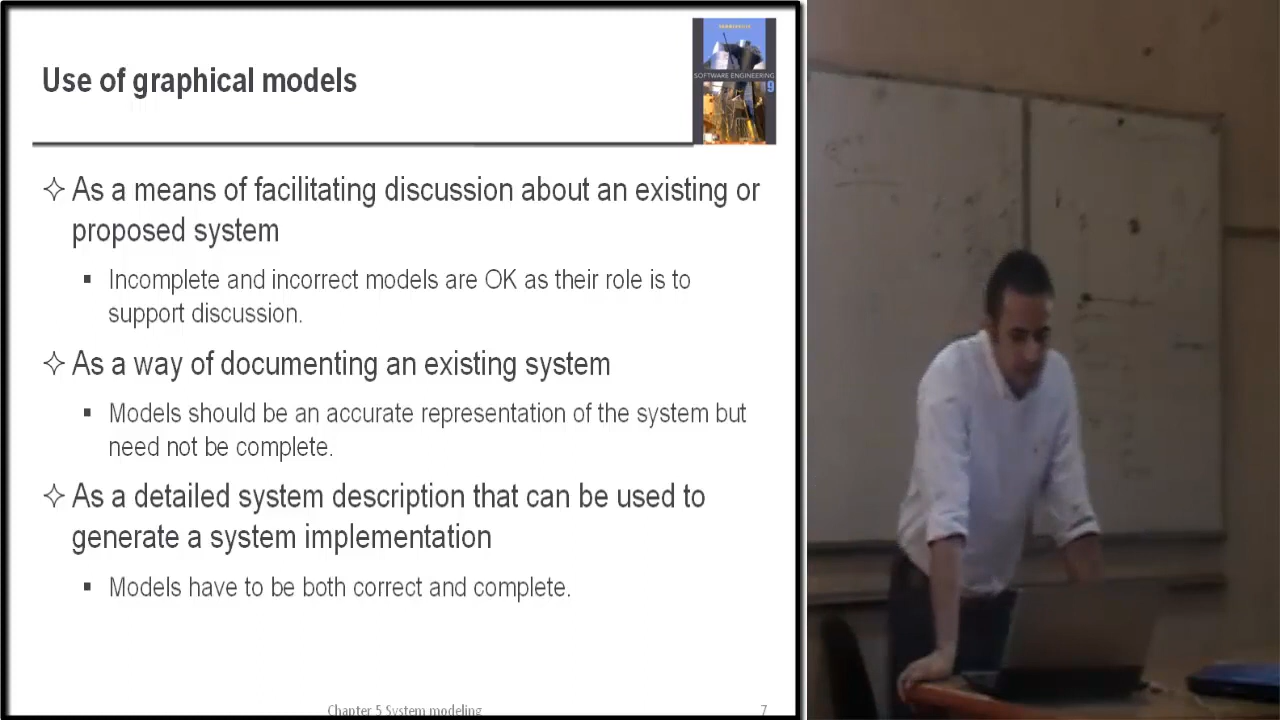 Use of graphical models
SOFTWARE ENGINEERING
9
✧ As a means of facilitating discussion about an existing or
proposed system
▪ Incomplete and incorrect models are OK as their role is to
support discussion.
✧ As a way of documenting an existing system
▪ Models should be an accurate representation of the system but
need not be complete.
✧ As a detailed system description that can be used to
generate a system implementation
▪ Models have to be both correct and complete.
Chapter 5 System modeling
7